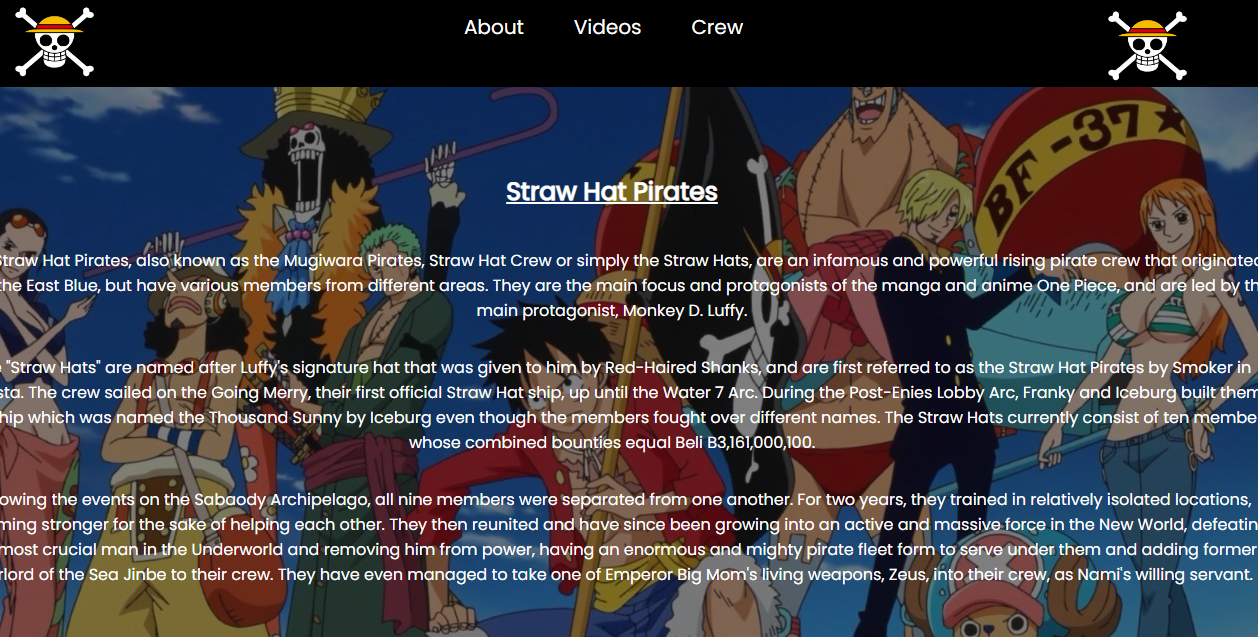 About Videos Crew
BF-37
Straw Hat Pirates
Straw Hat Pirates, also known as the Mugiwara Pirates, Straw Hat Crew or simply the Straw Hats, are an infamous and powerful rising pirate crew that originated
the East Blue, but have various members from different areas. They are the main focus and protagonists of the manga and anime One Piece, and are led by th
main protagonist, Monkey D. Luffy.
"Straw Hats" are named after Luffy's signature hat that was given to him by Red-Haired Shanks, and are first referred to as the Straw Hat Pirates by Smoker in
sta. The crew sailed on the Going Merry, their first official Straw Hat ship, up until the Water 7 Arc. During the Post-Enies Lobby Arc, Franky and Iceburg built them
hip which was named the Thousand Sunny by Iceburg even though the members fought over different names. The Straw Hats currently consist of ten membe
whose combined bounties equal Beli B3,161,000,100.
owing the events on the Sabaody Archipelago, all nine members were separated from one another. For two years, they trained in relatively isolated locations,
ming stronger for the sake of helping each other. They then reunited and have since been growing into an active and massive force in the New World, defeatin
most crucial man in the Underworld and removing him from power, having an enormous and mighty pirate fleet form to serve under them and adding former
rlord of the Sea Jinbe to their crew. They have even managed to take one of Emperor Big Mom's living weapons, Zeus, into their crew, as Nami's willing servant.